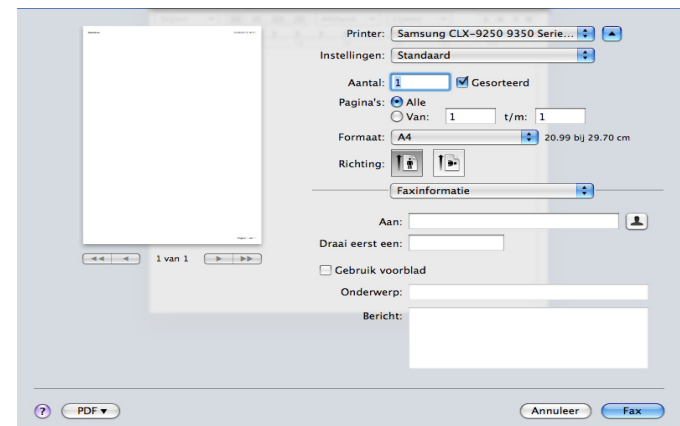 Printer: Samsung CLX-9250 9350 Serie...
Instellingen: Standaard
Aantal: 1 Gesorteerd
Pagina's: Alle
Van: 1 t/m: 1
Formaat: A4 20.99 bij 29.70 cm
Richting:
Faxinformatie
Aan:
Draai eerst een:
1 van 1
Gebruik voorblad
Onderwerp:
Bericht:
? PDF ▼ Annuleer Fax